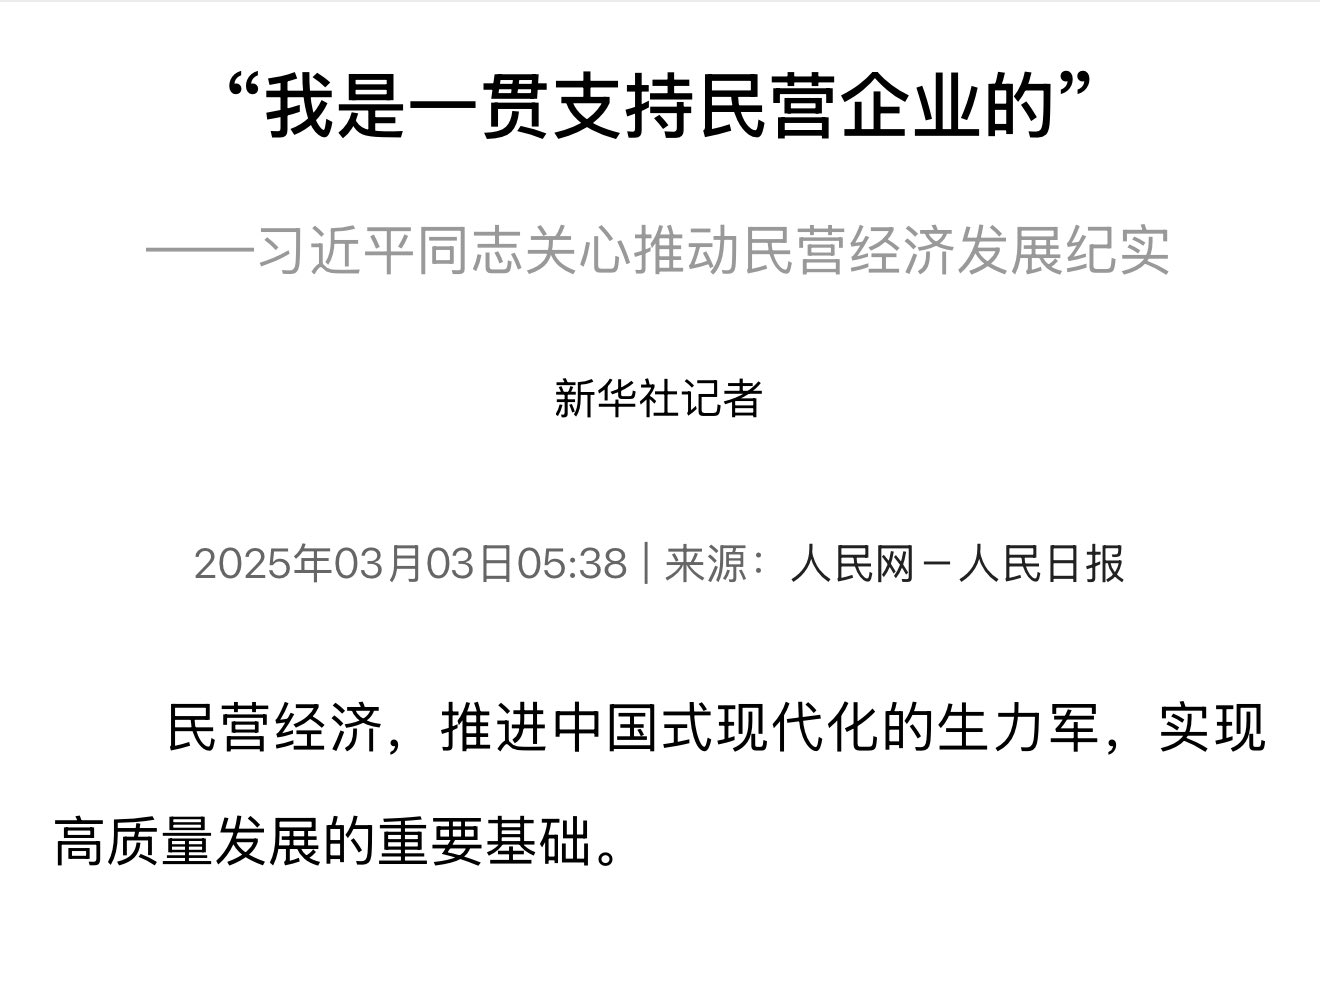 “我是一贯支持民营企业的”
——习近平同志关心推动民营经济发展纪实
新华社记者
2025年03月03日05:38 | 来源：人民网－人民日报
民营经济，推进中国式现代化的生力军，实现
高质量发展的重要基础。